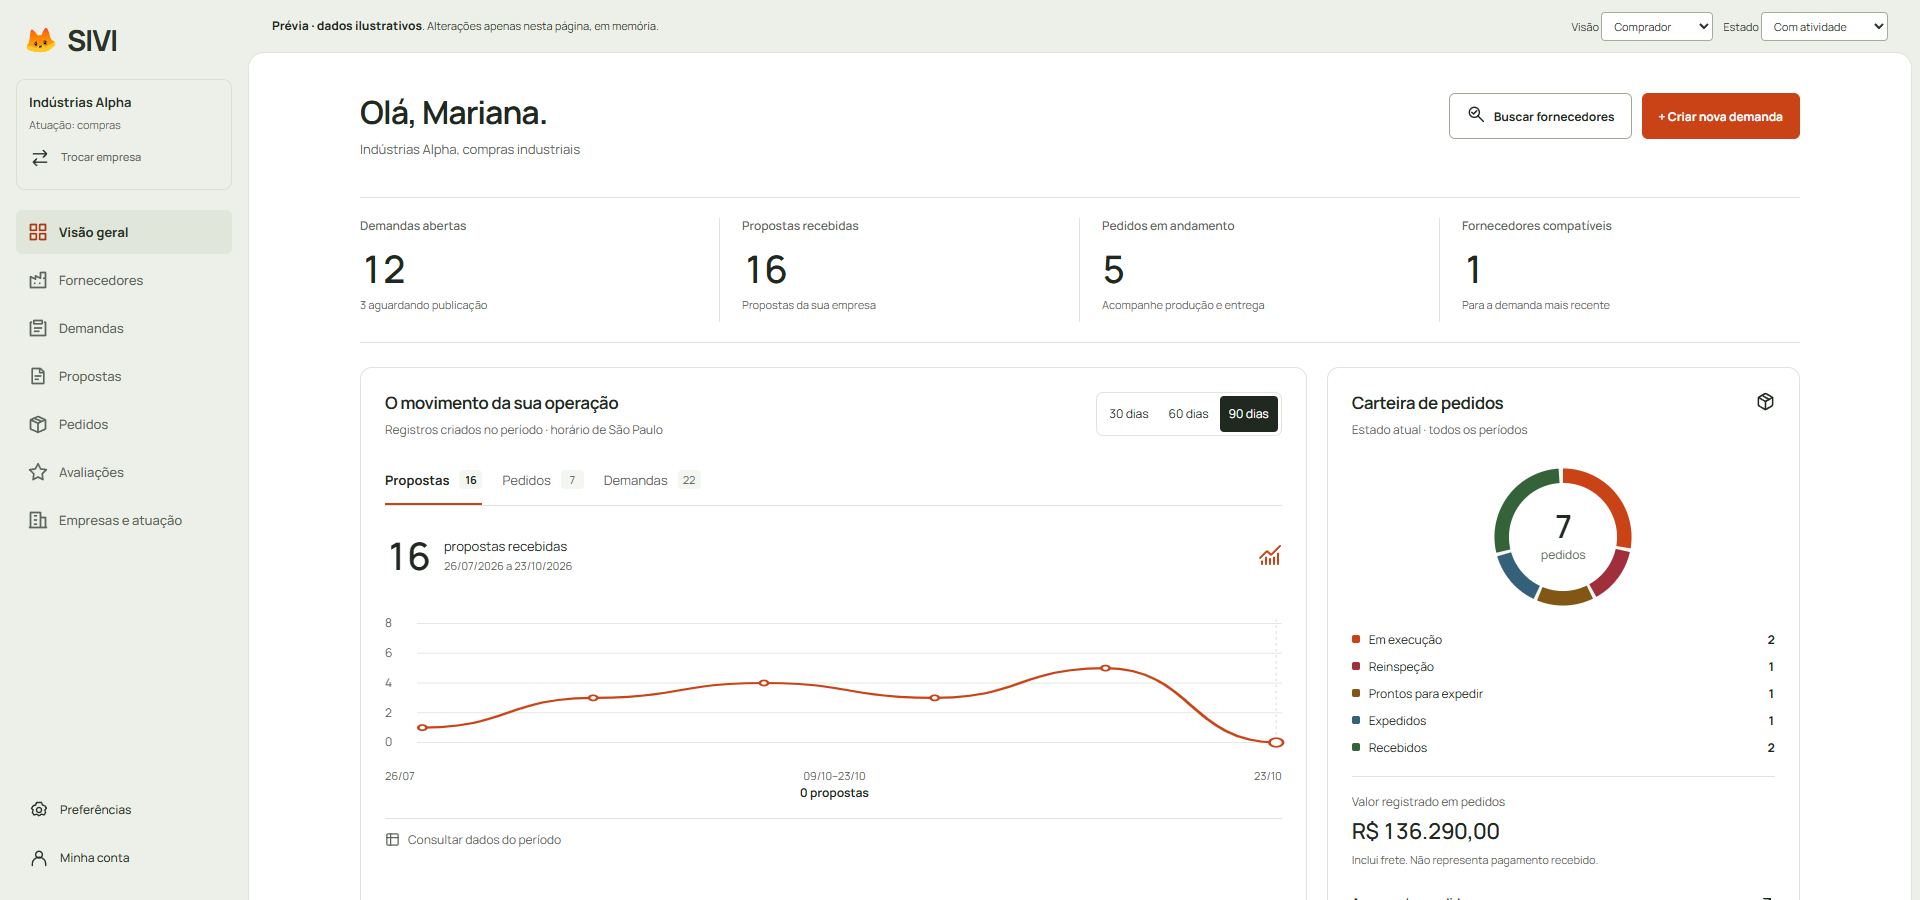 SIVI
Prévia · dados ilustrativos. Alterações apenas nesta página, em memória.
Visão Comprador Estado Com atividade
Indústrias Alpha
Atuação: compras
Trocar empresa
Visão geral
Fornecedores
Demandas
Propostas
Pedidos
Avaliações
Empresas e atuação
Preferências
Minha conta
Olá, Mariana.
Indústrias Alpha, compras industriais
Buscar fornecedores
+ Criar nova demanda
Demandas abertas
12
3 aguardando publicação
Propostas recebidas
16
Propostas da sua empresa
Pedidos em andamento
5
Acompanhe produção e entrega
Fornecedores compatíveis
1
Para a demanda mais recente
O movimento da sua operação
Registros criados no período · horário de São Paulo
30 dias 60 dias 90 dias
Propostas 16 Pedidos 7 Demandas 22
16 propostas recebidas
26/07/2026 a 23/10/2026
8
6
4
2
0
26/07 09/10–23/10 23/10
0 propostas
Consultar dados do período
Carteira de pedidos
Estado atual · todos os períodos
7
pedidos
Em execução 2
Reinspeção 1
Prontos para expedir 1
Expedidos 1
Recebidos 2
Valor registrado em pedidos
R$ 136.290,00
Inclui frete. Não representa pagamento recebido.